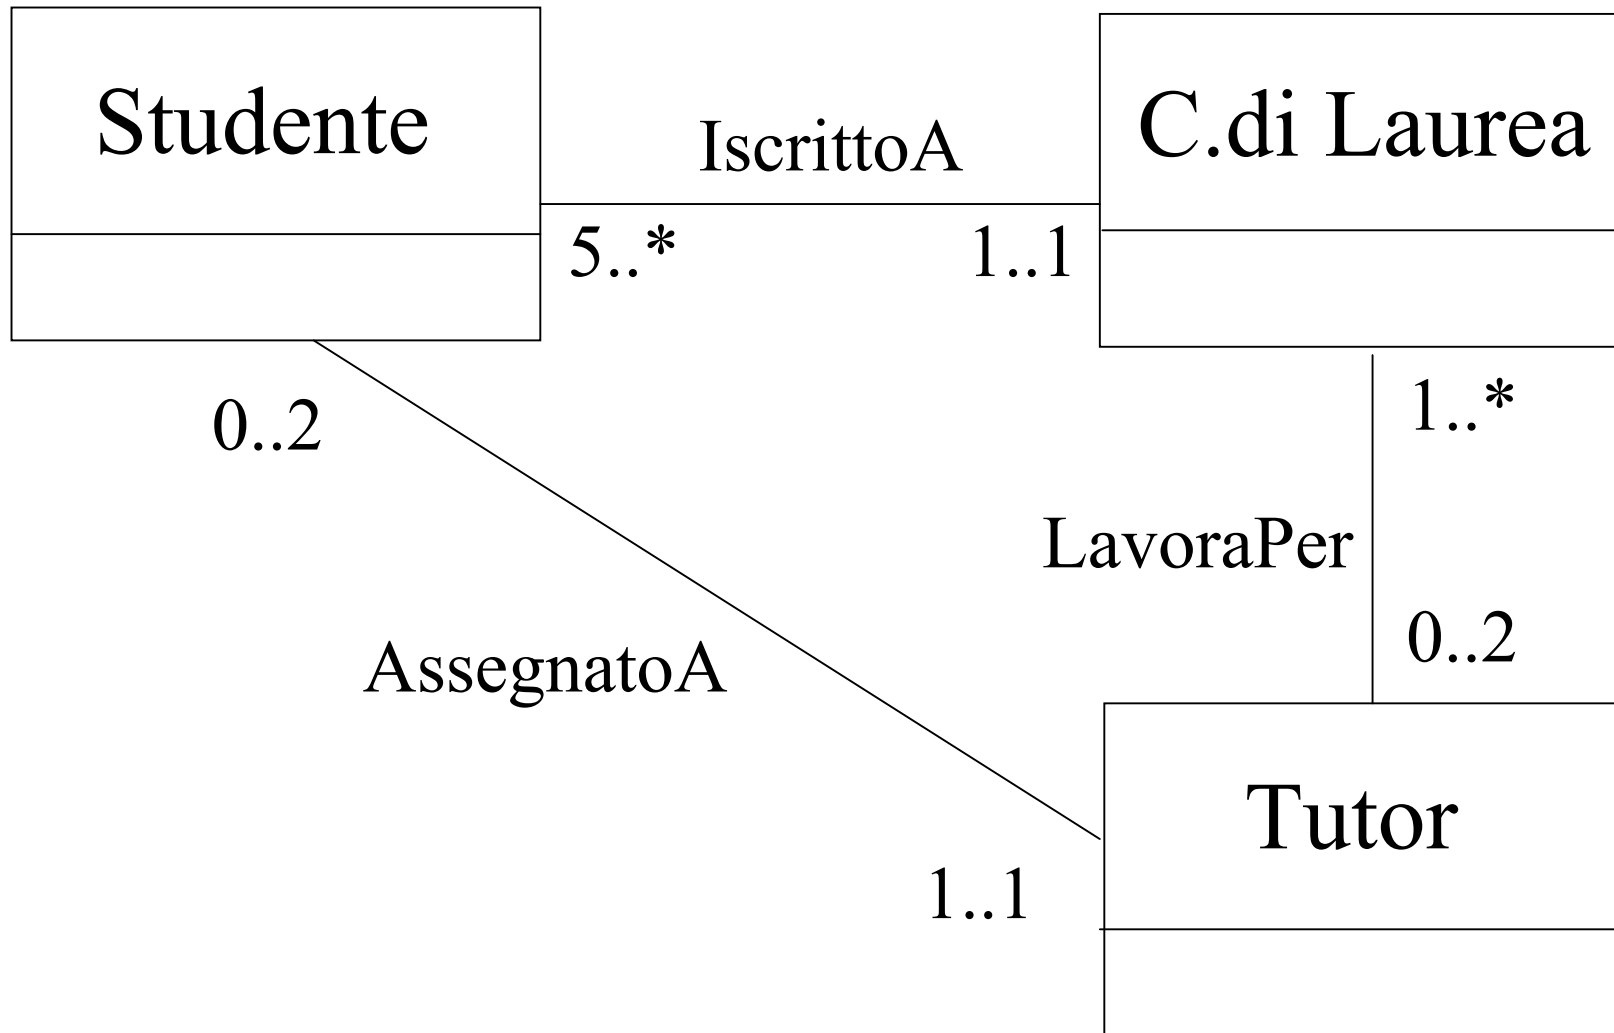 Studente
IscrittoA
C.di Laurea
5..*
1..1
0..2
1..*
LavoraPer
0..2
AssegnatoA
Tutor
1..1